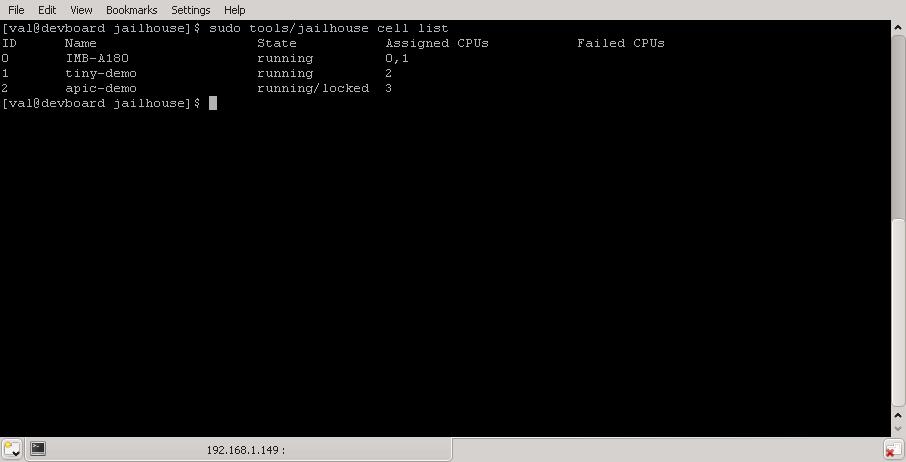 File Edit View Bookmarks Settings Help
[val@devboard jailhouse]$ sudo tools/jailhouse cell list
ID Name State Assigned CPUs Failed CPUs
0 IMB-A180 running 0,1
1 tiny-demo running 2
2 apic-demo running/locked 3
[val@devboard jailhouse]$
192.168.1.149 :